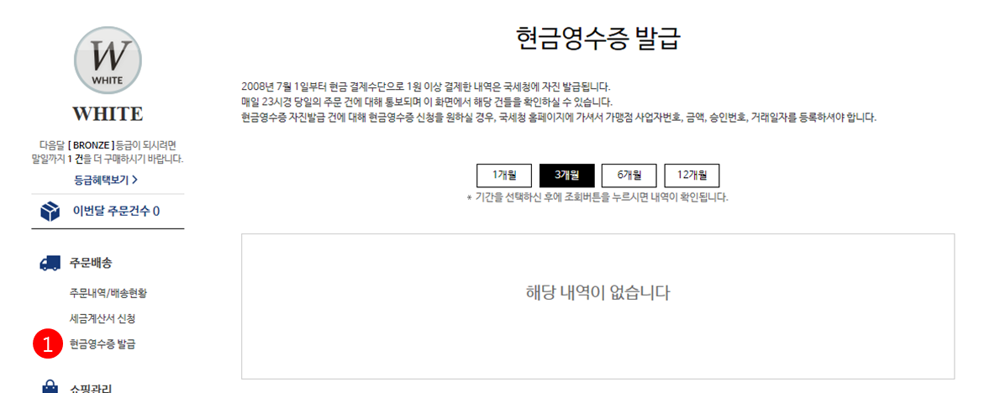 W
WHITE
WHITE
다음달 [ BRONZE ]등급이 되시려면
말일까지 1 건을 더 구매하시기 바랍니다.
등급혜택보기 >
이번달 주문건수 0
주문배송
주문내역/배송현황
세금계산서 신청
1
현금영수증 발급
쇼핑관리
현금영수증 발급
2008년 7월 1일부터 현금 결제수단으로 1원 이상 결제한 내역은 국세청에 자진 발급됩니다.
매일 23시경 당일의 주문 건에 대해 통보되며 이 화면에서 해당 건들을 확인하실 수 있습니다.
현금영수증 자진발급 건에 대해 현금영수증 신청을 원하실 경우, 국세청 홈페이지에 가셔서 가맹점 사업자번호, 금액, 승인번호, 거래일자를 등록하셔야 합니다.
1개월 3개월 6개월 12개월
* 기간을 선택하신 후에 조회버튼을 누르시면 내역이 확인됩니다.
해당 내역이 없습니다